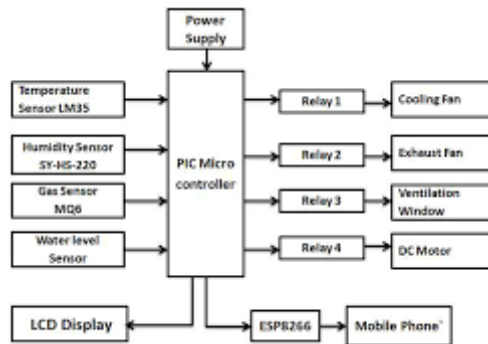 Power
Supply
Temperature
Sensor LM35
Relay 1
Cooling Fan
Humidity Sensor
SY-HS-220
PIC Micro
controller
Relay 2
Exhaust Fan
Gas Sensor
MQ6
Relay 3
Ventilation
Window
Water level
Sensor
Relay 4
DC Motor
LCD Display
ESP8266
Mobile Phone`